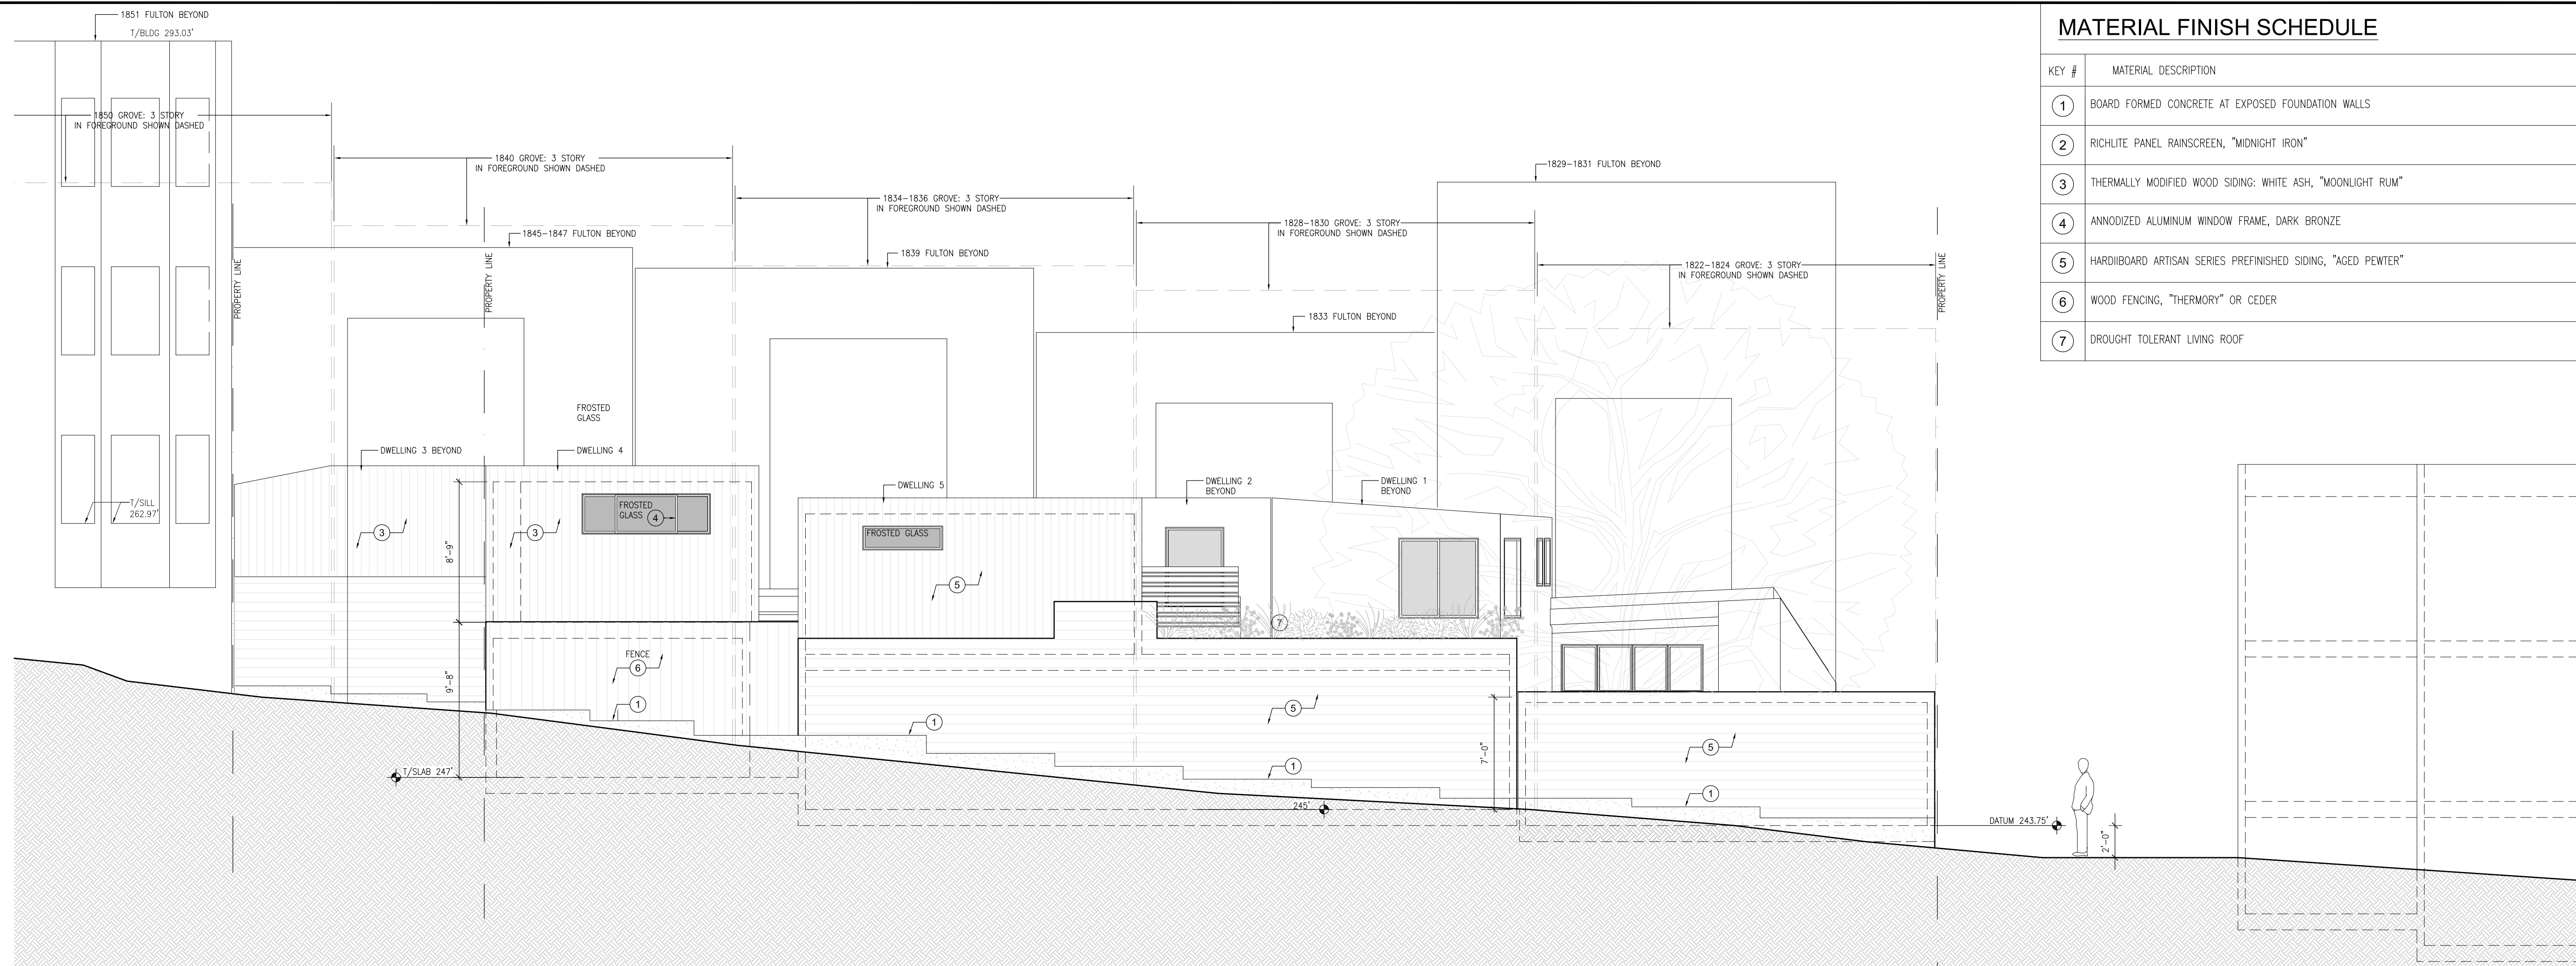 1851 FULTON BEYOND
T/BLDG 293.03'
1850 GROVE: 3 STORY
IN FOREGROUND SHOWN DASHED
1840 GROVE: 3 STORY
IN FOREGROUND SHOWN DASHED
1834-1836 GROVE: 3 STORY
IN FOREGROUND SHOWN DASHED
1828-1830 GROVE: 3 STORY
IN FOREGROUND SHOWN DASHED
1829-1831 FULTON BEYOND
1822-1824 GROVE: 3 STORY
IN FOREGROUND SHOWN DASHED
1845-1847 FULTON BEYOND
1839 FULTON BEYOND
1833 FULTON BEYOND
PROPERTY LINE
PROPERTY LINE
PROPERTY LINE
FROSTED
GLASS
DWELLING 3 BEYOND
DWELLING 4
DWELLING 5
DWELLING 2
BEYOND
DWELLING 1
BEYOND
T/SILL
262.97'
3
3
FROSTED
GLASS
4
FROSTED GLASS
5
8'-9"
9'-8"
7
FENCE
6
1
1
5
1
7'-0"
5
1
T/SLAB 247'
245'
DATUM 243.75'
2'-0"
MATERIAL FINISH SCHEDULE
KEY # MATERIAL DESCRIPTION
1 BOARD FORMED CONCRETE AT EXPOSED FOUNDATION WALLS
2 RICHLITE PANEL RAINSCREEN, "MIDNIGHT IRON"
3 THERMALLY MODIFIED WOOD SIDING: WHITE ASH, "MOONLIGHT RUM"
4 ANNODIZED ALUMINUM WINDOW FRAME, DARK BRONZE
5 HARDIIBOARD ARTISAN SERIES PREFINISHED SIDING, "AGED PEWTER"
6 WOOD FENCING, "THERMORY" OR CEDER
7 DROUGHT TOLERANT LIVING ROOF